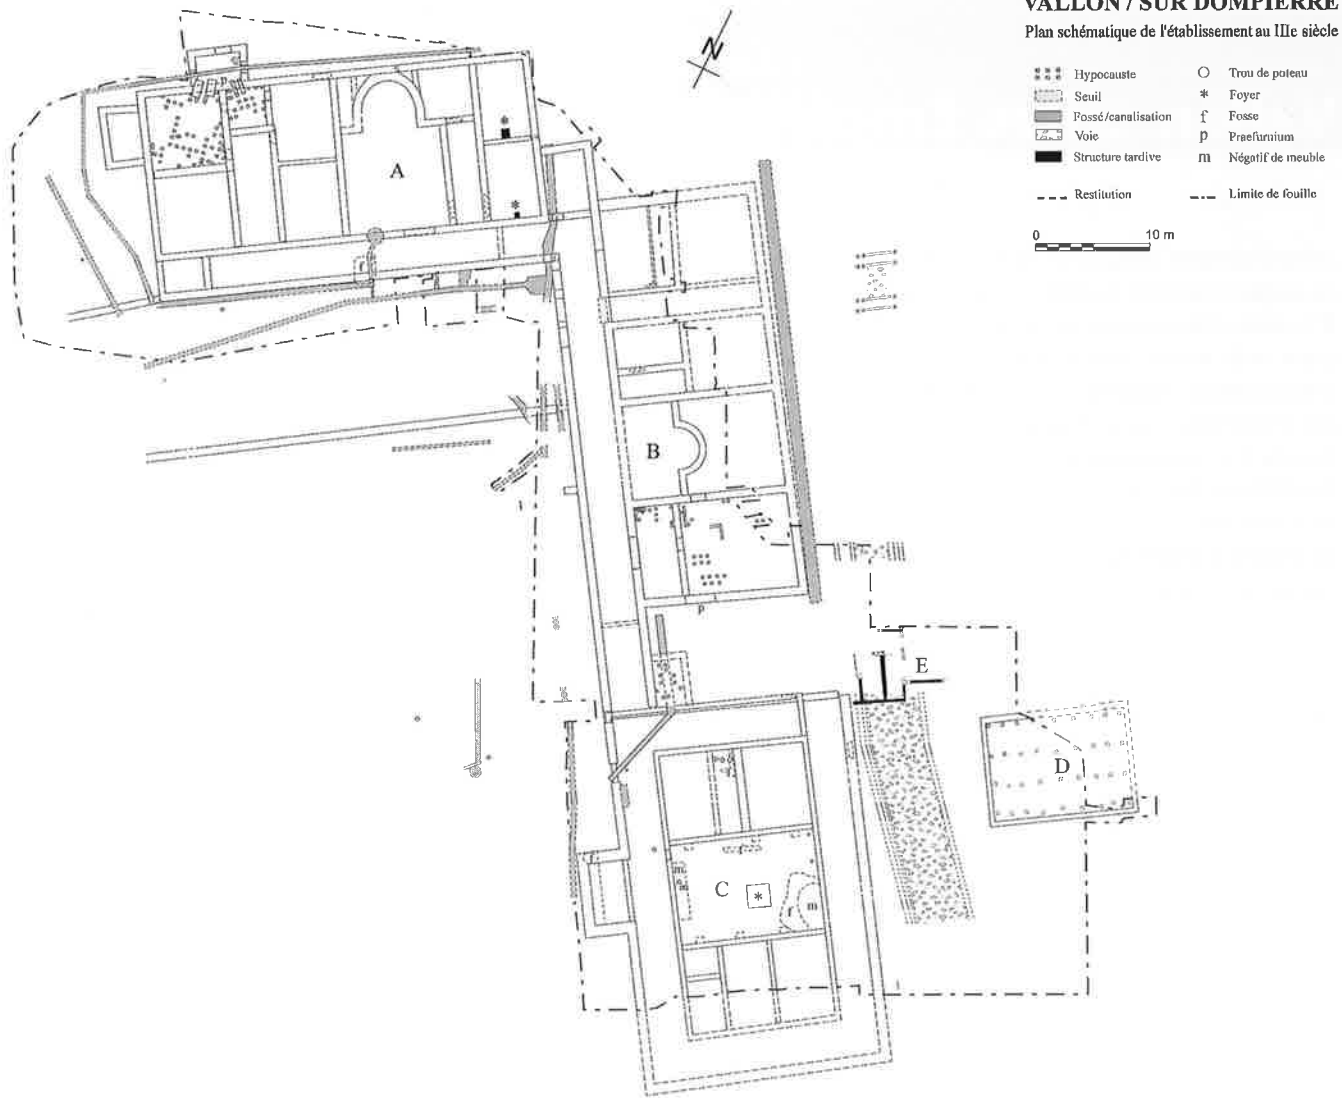 VALLON / SUR DOMPIERRE
Plan schématique de l'établissement au IIIe siècle
Hypocauste
Seuil
Fossé/canalisation
Voie
Structure tardive
Restitution
O Trou de poteau
* Foyer
f Fosse
p Praefurnium
m Négatif de meuble
Limite de fouille
0 10 m
N
P
A
*
*
f
B
P
E
D
C
*
m
f
m